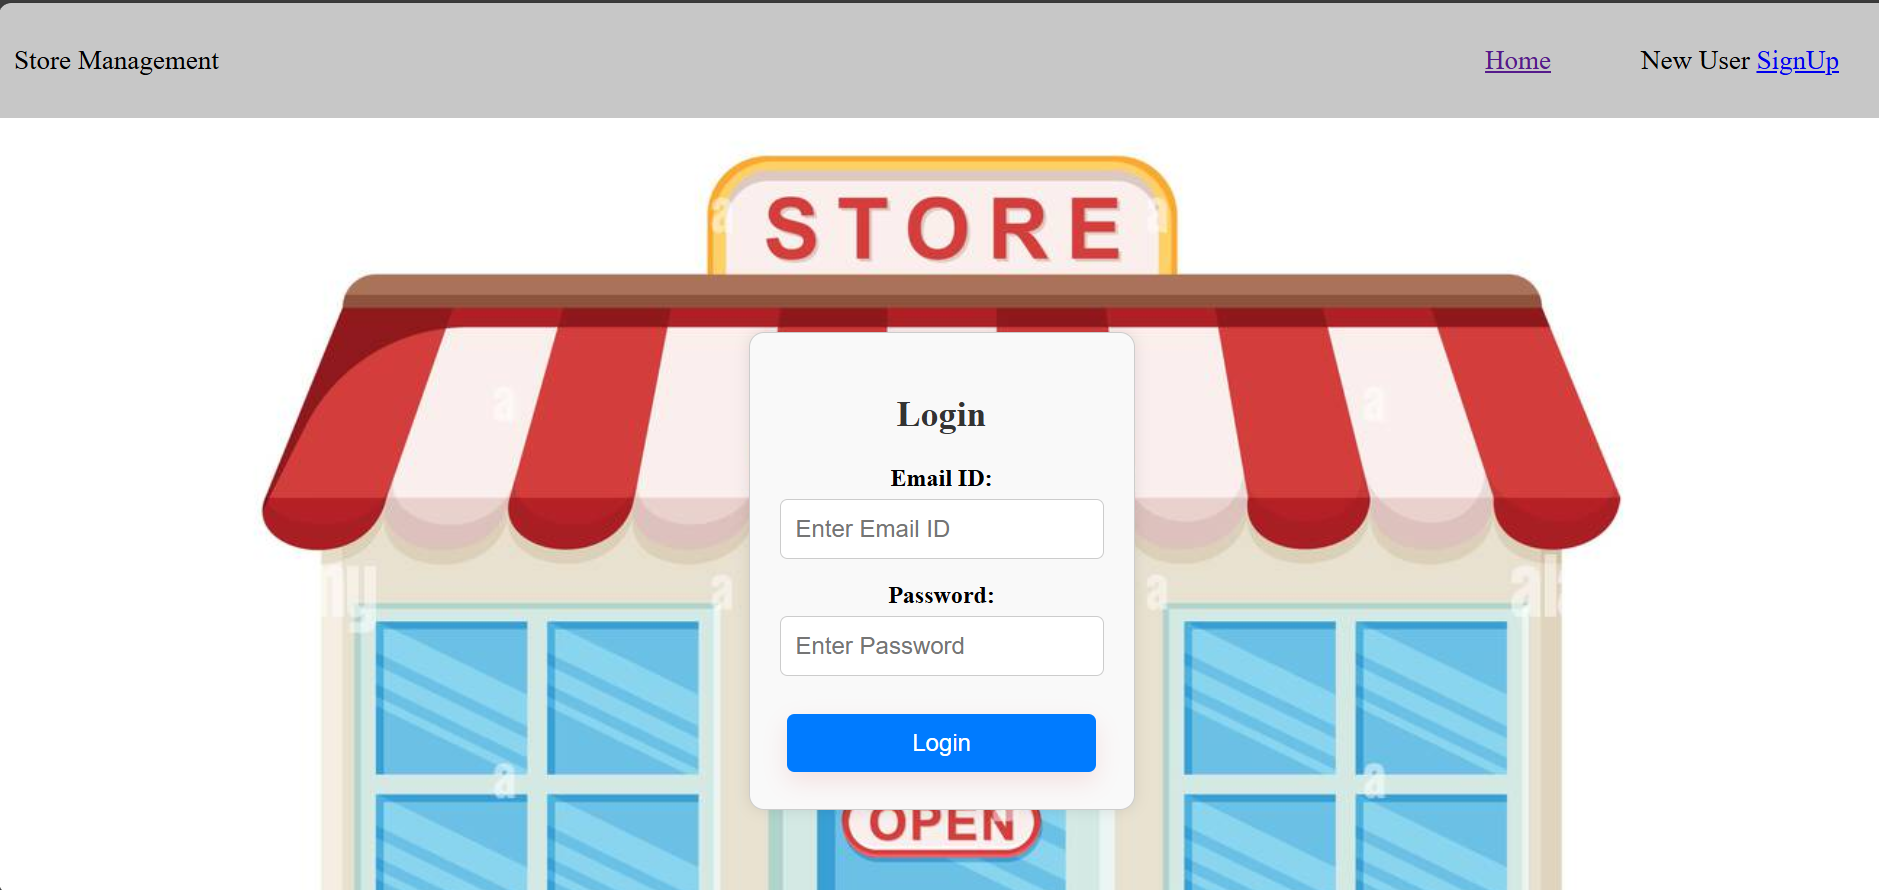 Store Management
Home
New User SignUp
STORE
Login
Email ID:
Enter Email ID
Password:
Enter Password
Login
OPEN
a
a
a
a
a
a
a
a